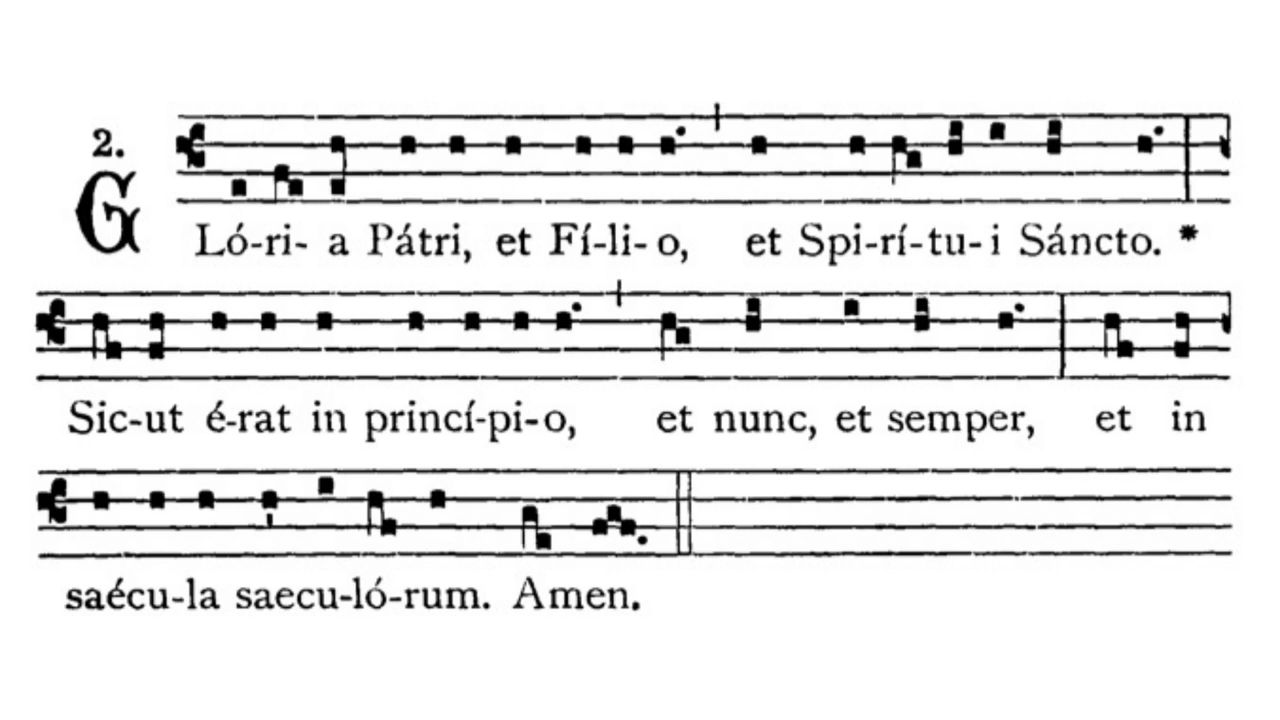 2.
GLó-ri- a Pátri, et Fí-li- o, et Spi-rí-tu- i Sáncto. *
Sic-ut é-rat in princí-pi- o, et nunc, et semper, et in
saécu-la saecu-ló-rum. Amen.